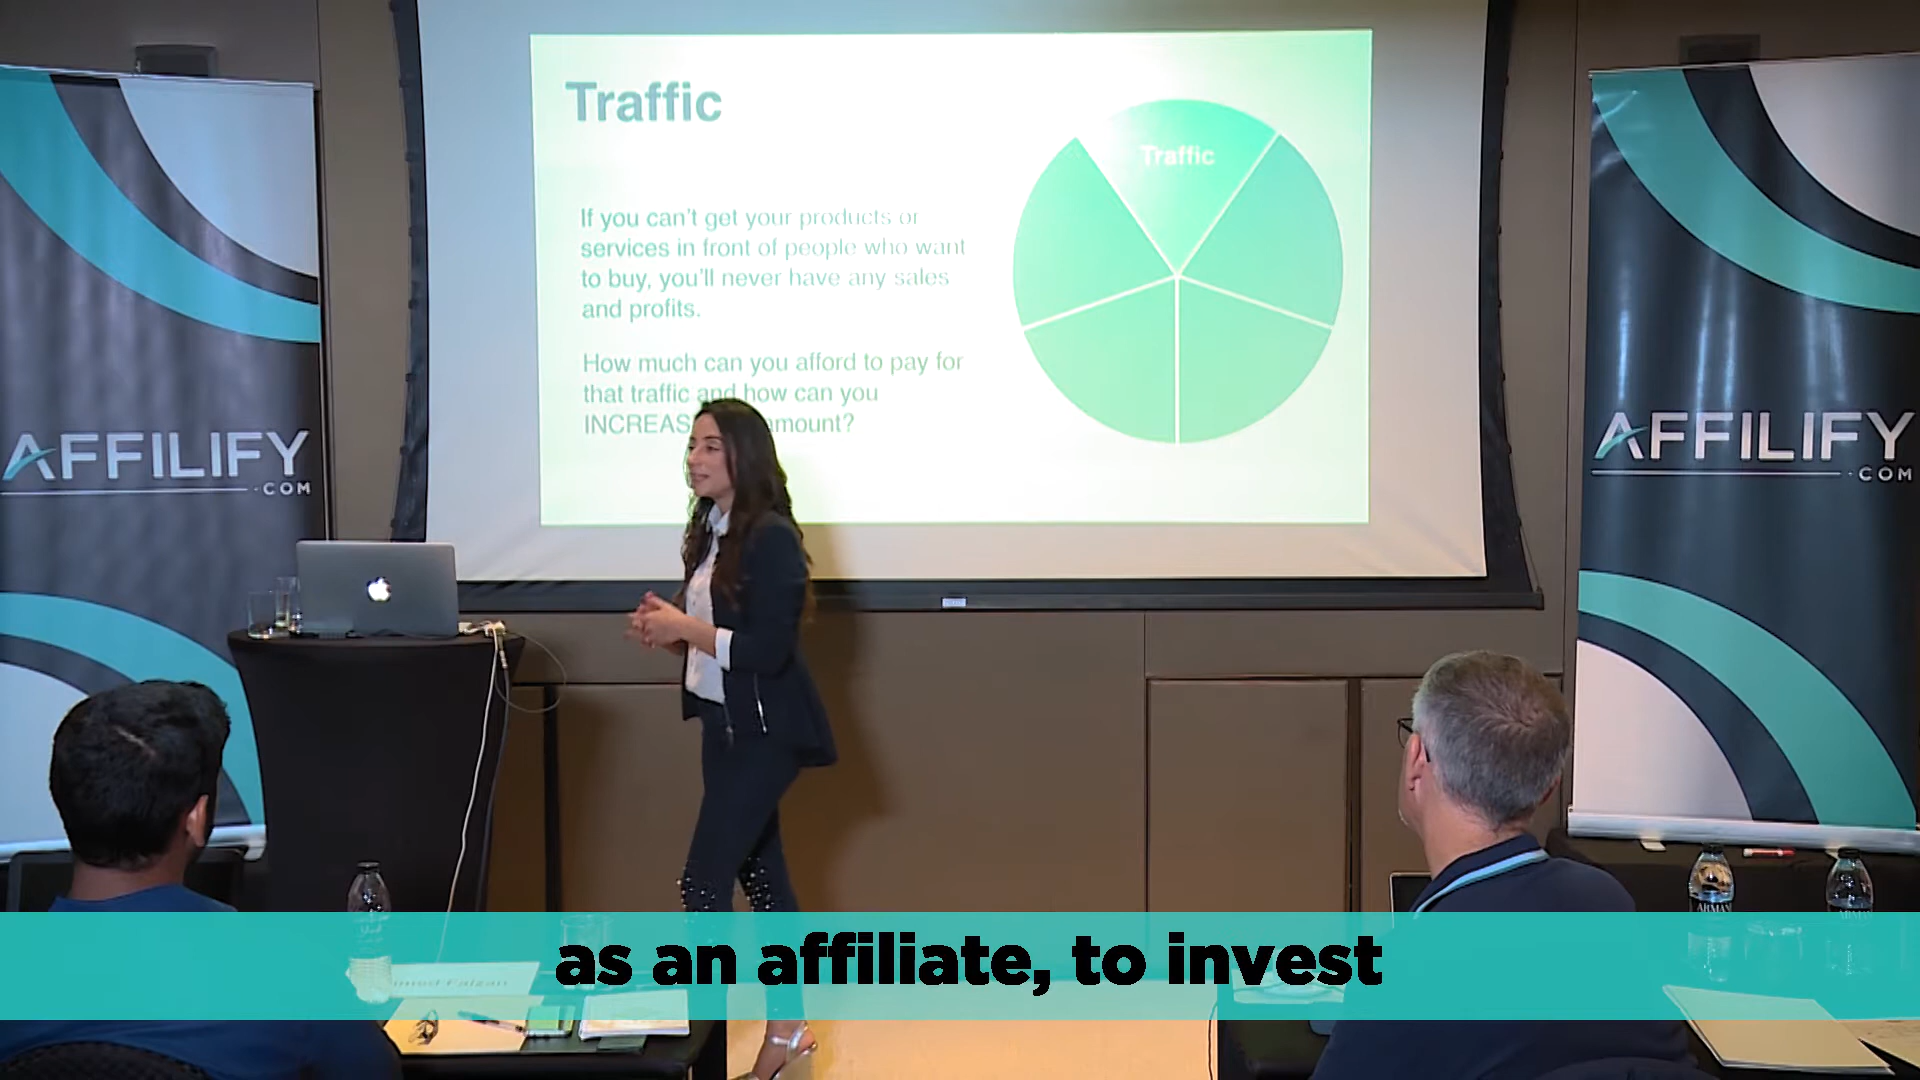 Traffic
Traffic
If you can't get your products or
services in front of people who want
to buy, you'll never have any sales
and profits.
How much can you afford to pay for
that traffic and how can you
INCREAS amount?
AFFILIFY
.COM
AFFILIFY
.COM
as an affiliate, to invest